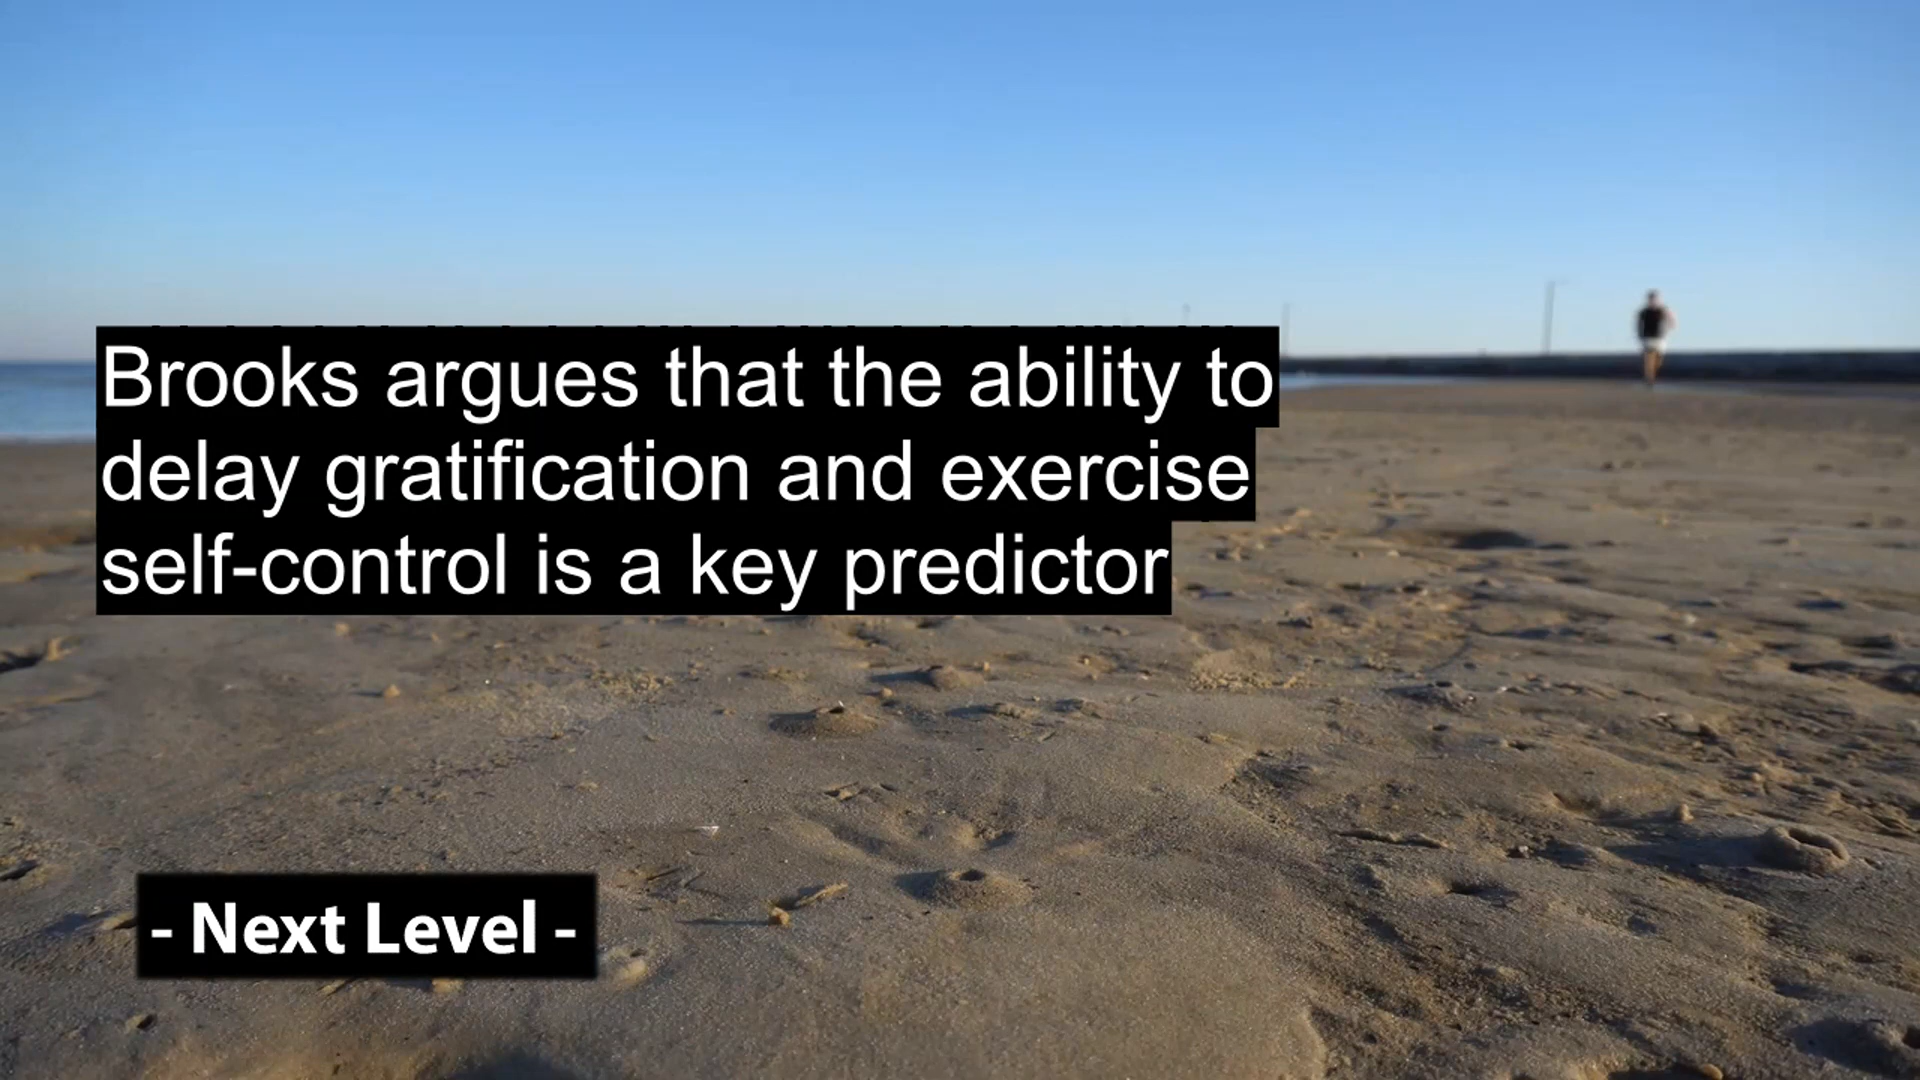 Brooks argues that the ability to
delay gratification and exercise
self-control is a key predictor
- Next Level -